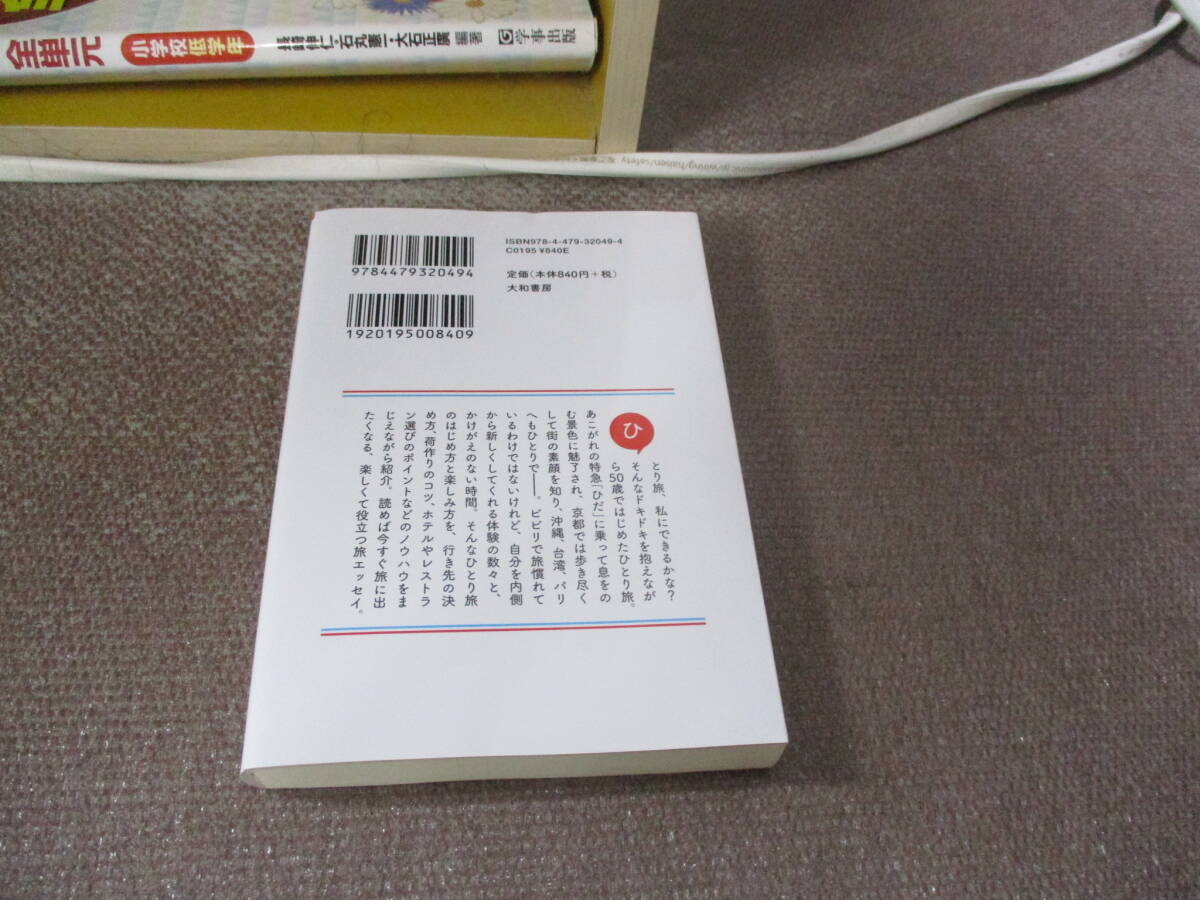 全単元
小学校低学年
石丸憲一・大石正廣 編著
学事出版
ISBN978-4-479-32049-4
C0195 ¥840E
9784479320494
定価(本体840円+税)
大和書房
1920195008409
ひとり旅、私にできるかな?
そんなドキドキを抱えなが
ら50歳ではじめたひとり旅。
あこがれの特急「ひだ」に乗って息をの
む景色に魅了され、京都では歩き尽く
して街の素顔を知り、沖縄、台湾、パリ
へもひとりで――。ビビりで旅慣れて
いるわけではないけれど、自分を内側
から新しくしてくれる体験の数々と、
かけがえのない時間。そんなひとり旅
のはじめ方と楽しみ方を、行き先の決
め方、荷作りのコツ、ホテルやレストラ
ン選びのポイントなどのノウハウをま
じえながら紹介。読めば今すぐ旅に出
たくなる、楽しくて役立つ旅エッセイ。